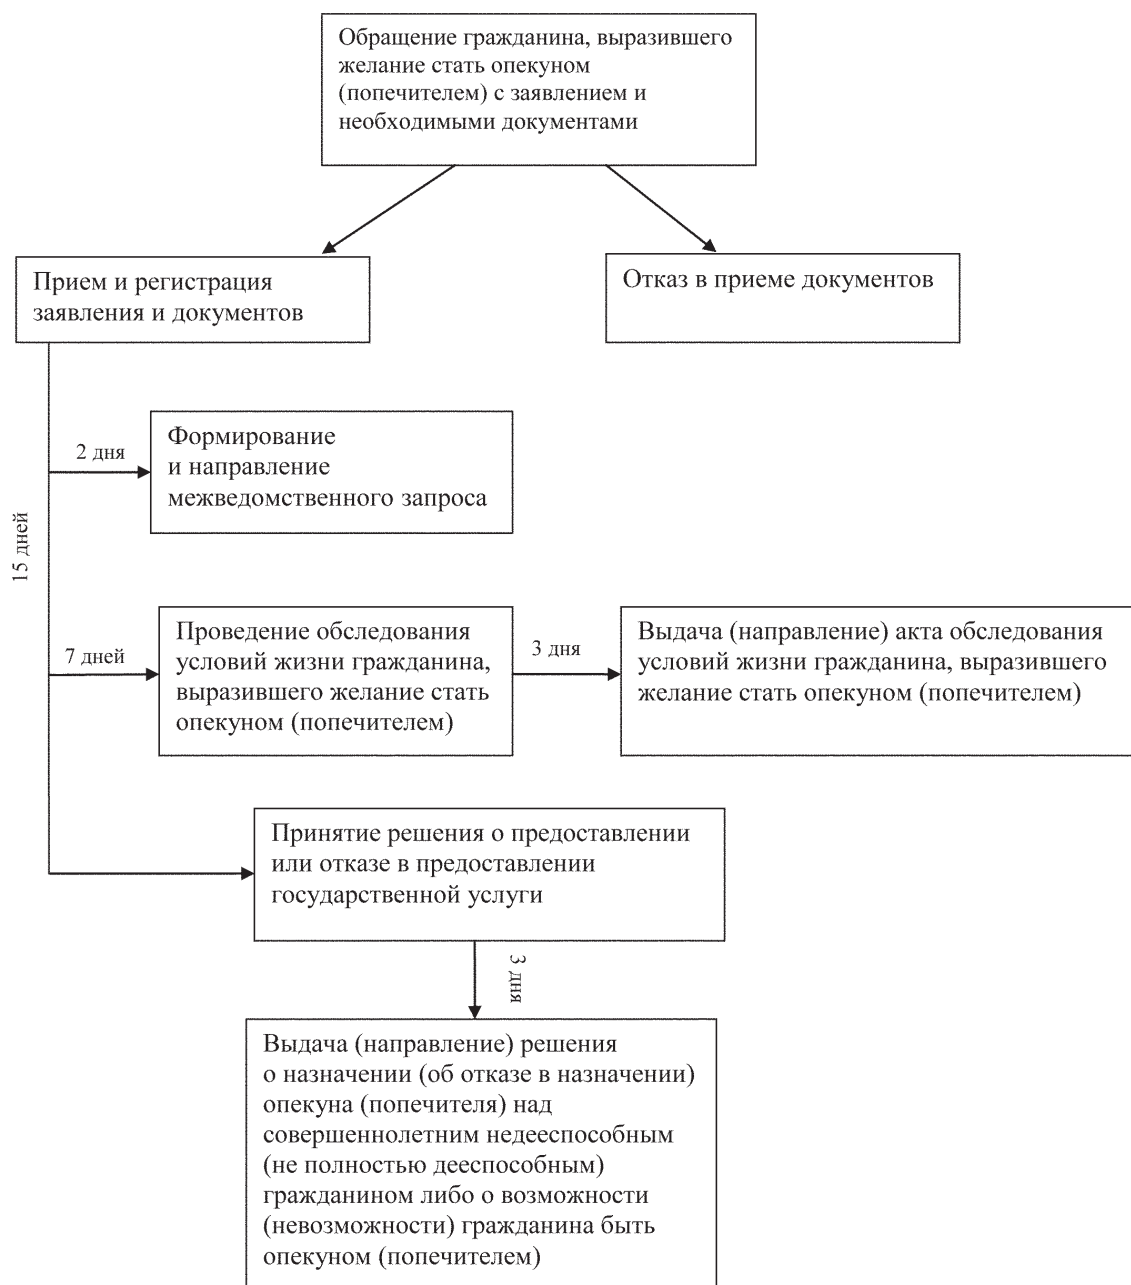 Обращение гражданина, выразившего
желание стать опекуном
(попечителем) с заявлением и
необходимыми документами
Прием и регистрация
заявления и документов
Отказ в приеме документов
2 дня
Формирование
и направление
межведомственного запроса
15 дней
7 дней
Проведение обследования
условий жизни гражданина,
выразившего желание стать
опекуном (попечителем)
3 дня
Выдача (направление) акта обследования
условий жизни гражданина, выразившего
желание стать опекуном (попечителем)
Принятие решения о предоставлении
или отказе в предоставлении
государственной услуги
3 дня
Выдача (направление) решения
о назначении (об отказе в назначении)
опекуна (попечителя) над
совершеннолетним недееспособным
(не полностью дееспособным)
гражданином либо о возможности
(невозможности) гражданина быть
опекуном (попечителем)